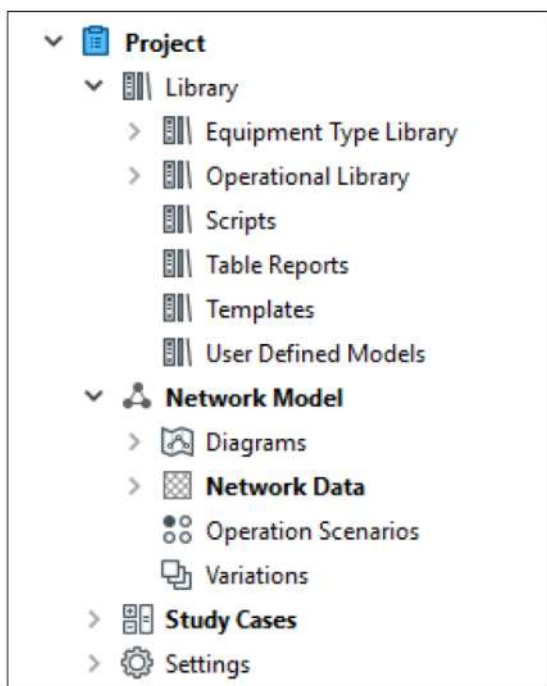 Project
Library
Equipment Type Library
Operational Library
Scripts
Table Reports
Templates
User Defined Models
Network Model
Diagrams
Network Data
Operation Scenarios
Variations
Study Cases
Settings